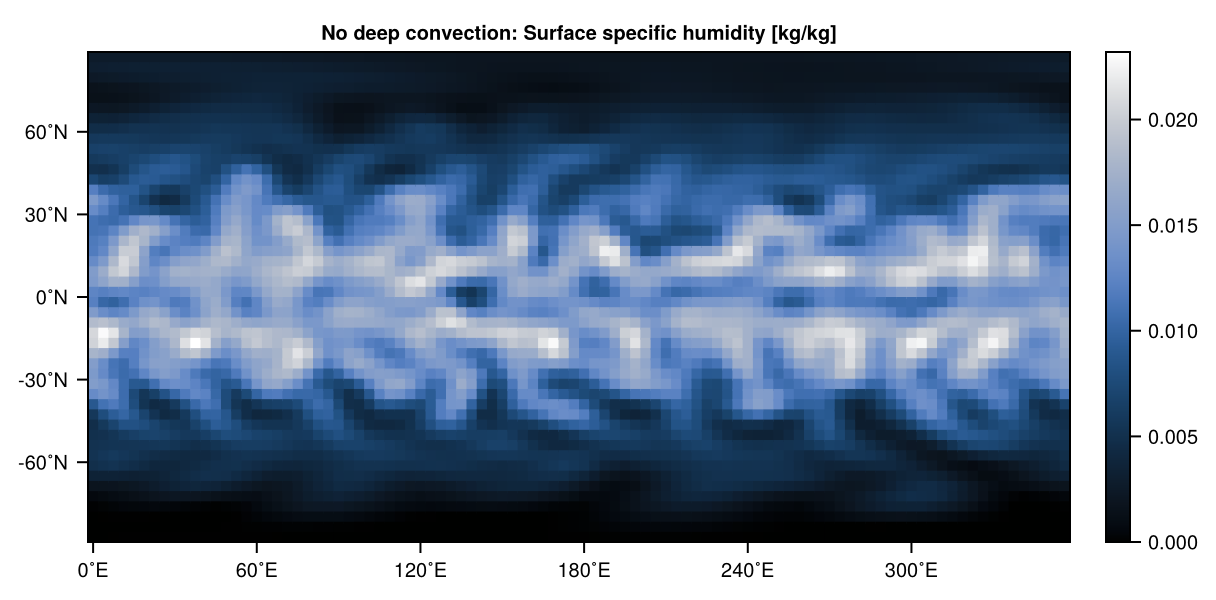 No deep convection: Surface specific humidity [kg/kg]
60˚N
30˚N
0˚N
-30˚N
-60˚N
0˚E
60˚E
120˚E
180˚E
240˚E
300˚E
0.020
0.015
0.010
0.005
0.000